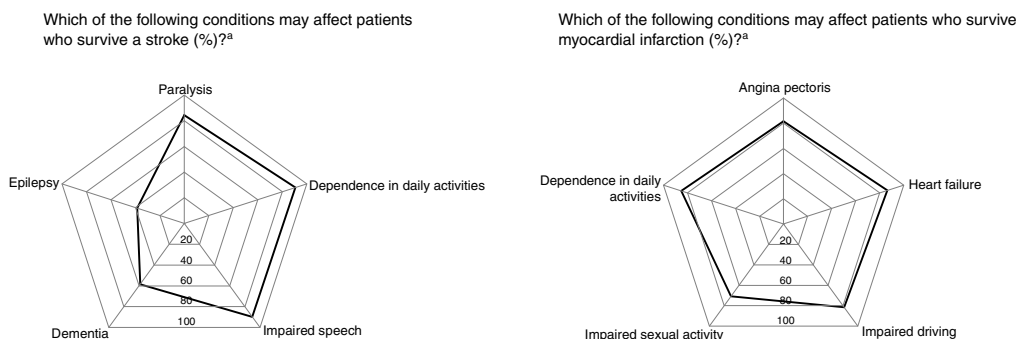 Which of the following conditions may affect patients
who survive a stroke (%)?ᵃ
Paralysis
Epilepsy
Dependence in daily activities
20
40
60
80
100
Dementia
Impaired speech
Which of the following conditions may affect patients who survive
myocardial infarction (%)?ᵃ
Angina pectoris
Dependence in daily
activities
Heart failure
20
40
60
80
100
Impaired sexual activity
Impaired driving